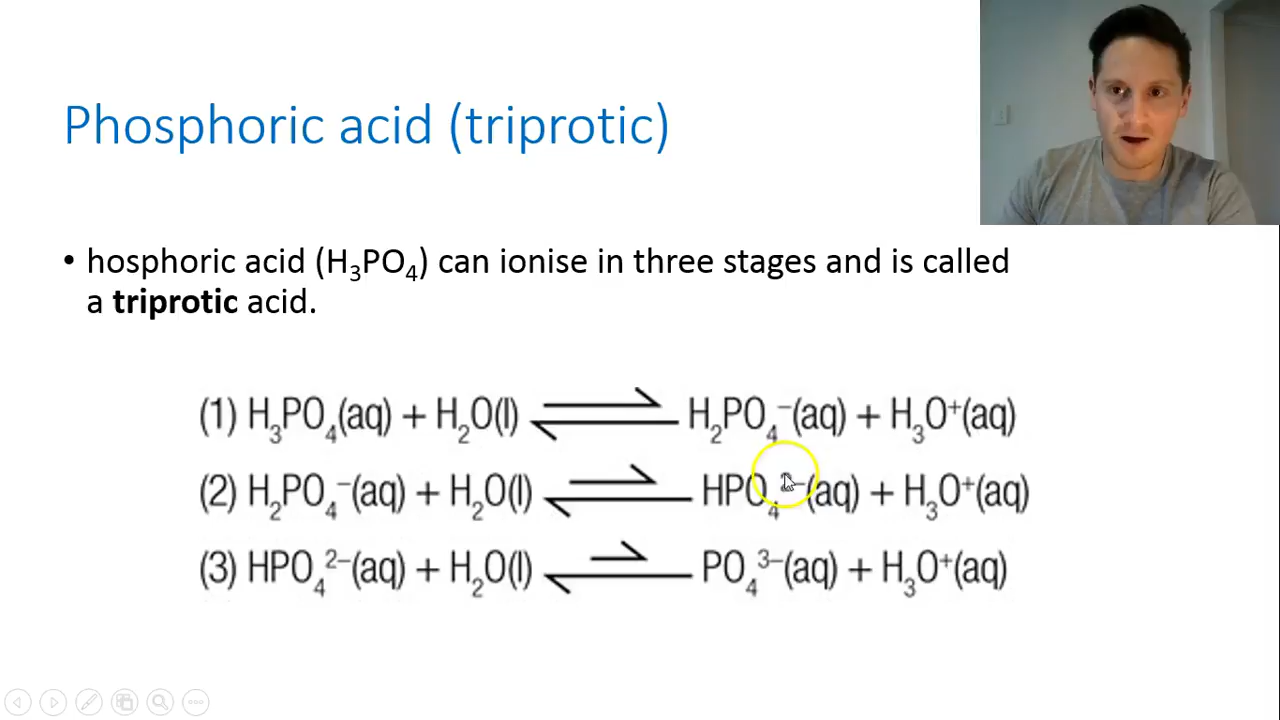 Phosphoric acid (triprotic)
• hosphoric acid (H₃PO₄) can ionise in three stages and is called
a triprotic acid.
(1) H₃PO₄(aq) + H₂O(l) ⇌ H₂PO₄⁻(aq) + H₃O⁺(aq)
(2) H₂PO₄⁻(aq) + H₂O(l) ⇌ HPO₄²⁻(aq) + H₃O⁺(aq)
(3) HPO₄²⁻(aq) + H₂O(l) ⇌ PO₄³⁻(aq) + H₃O⁺(aq)